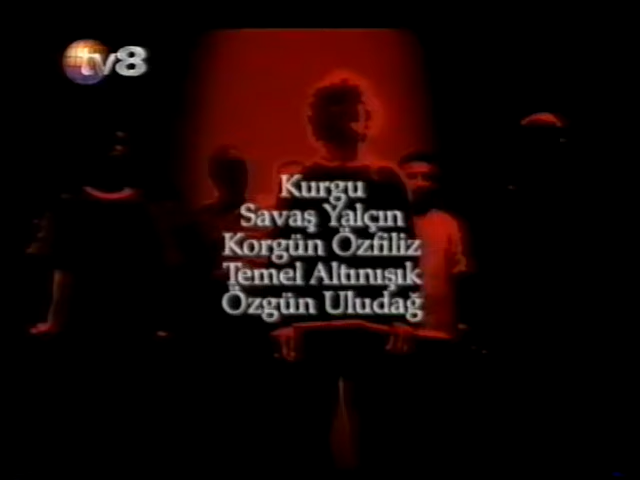 tv8
Kurgu
Savaş Yalçın
Korgün Özfiliz
Temel Altınışık
Özgün Uludağ